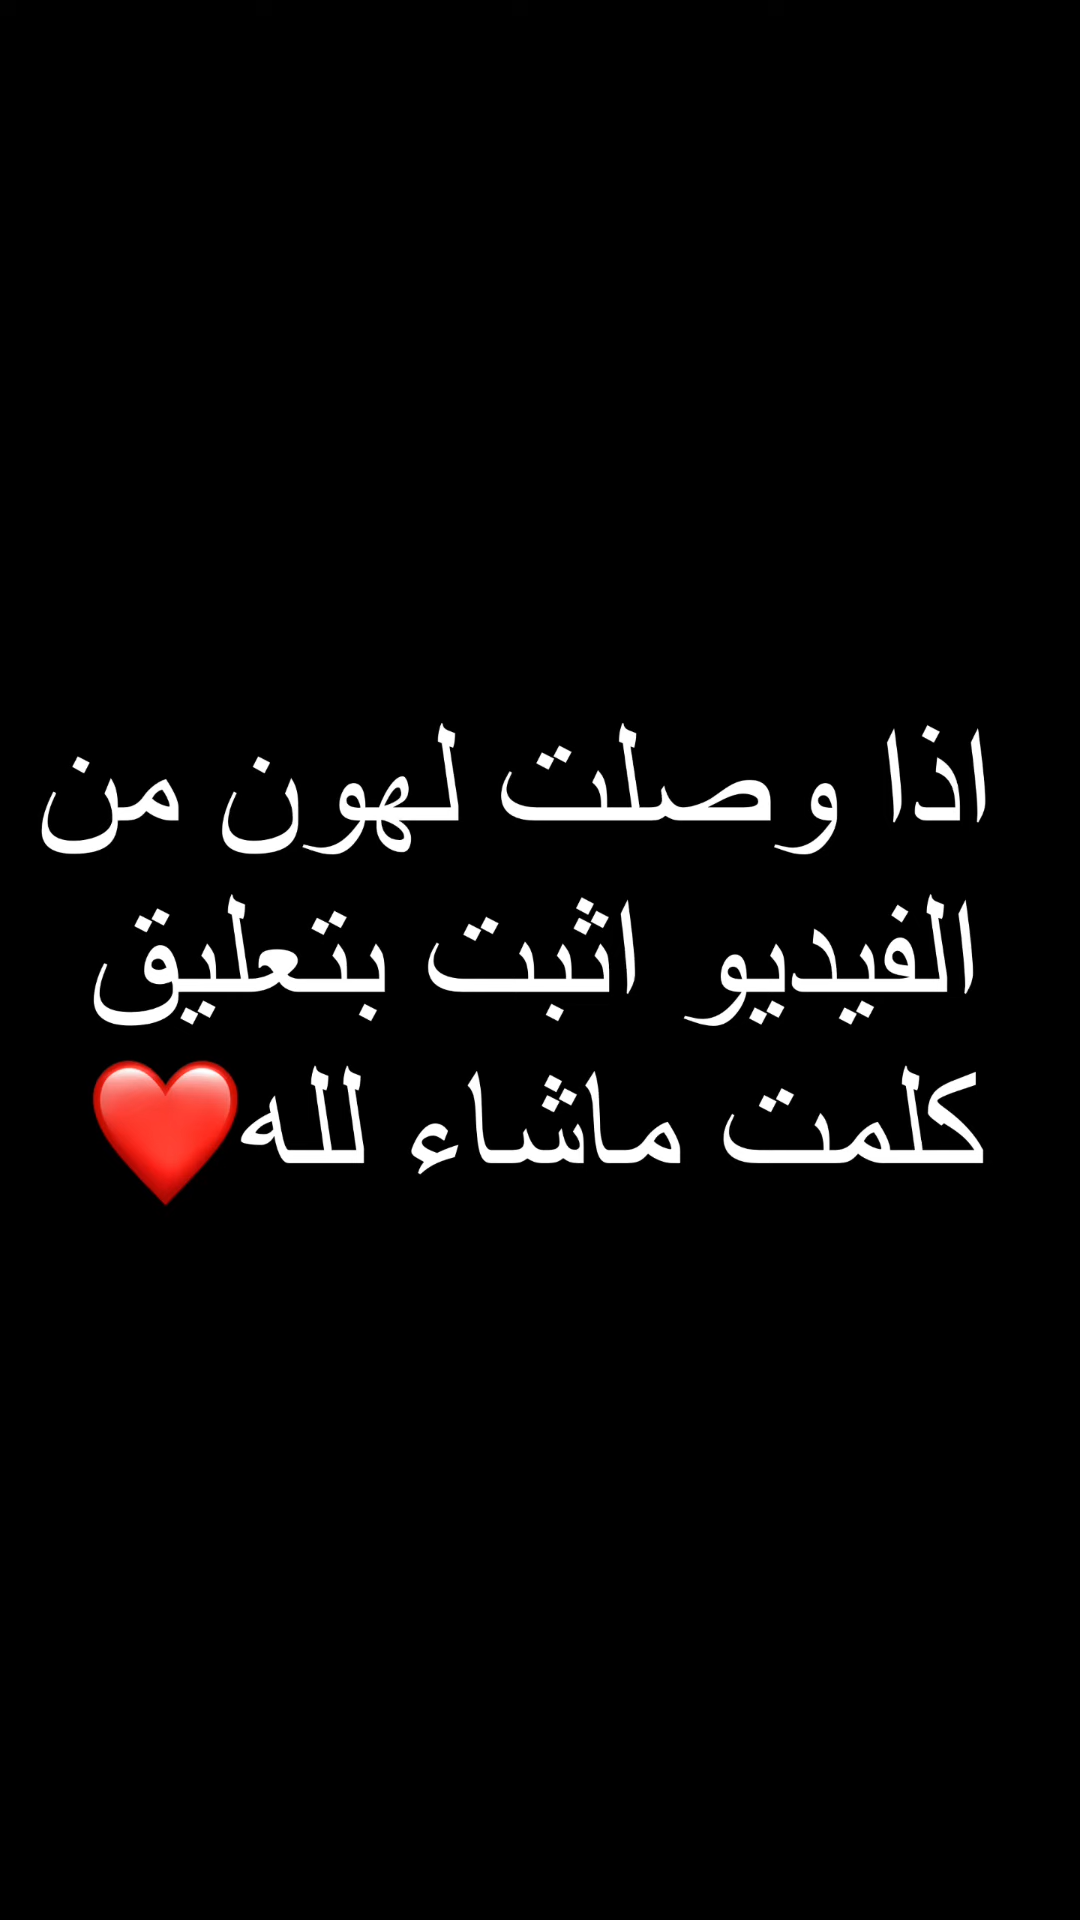 اذا وصلت لهون من
الفيديو اثبت بتعليق
كلمت ماشاء لله❤️